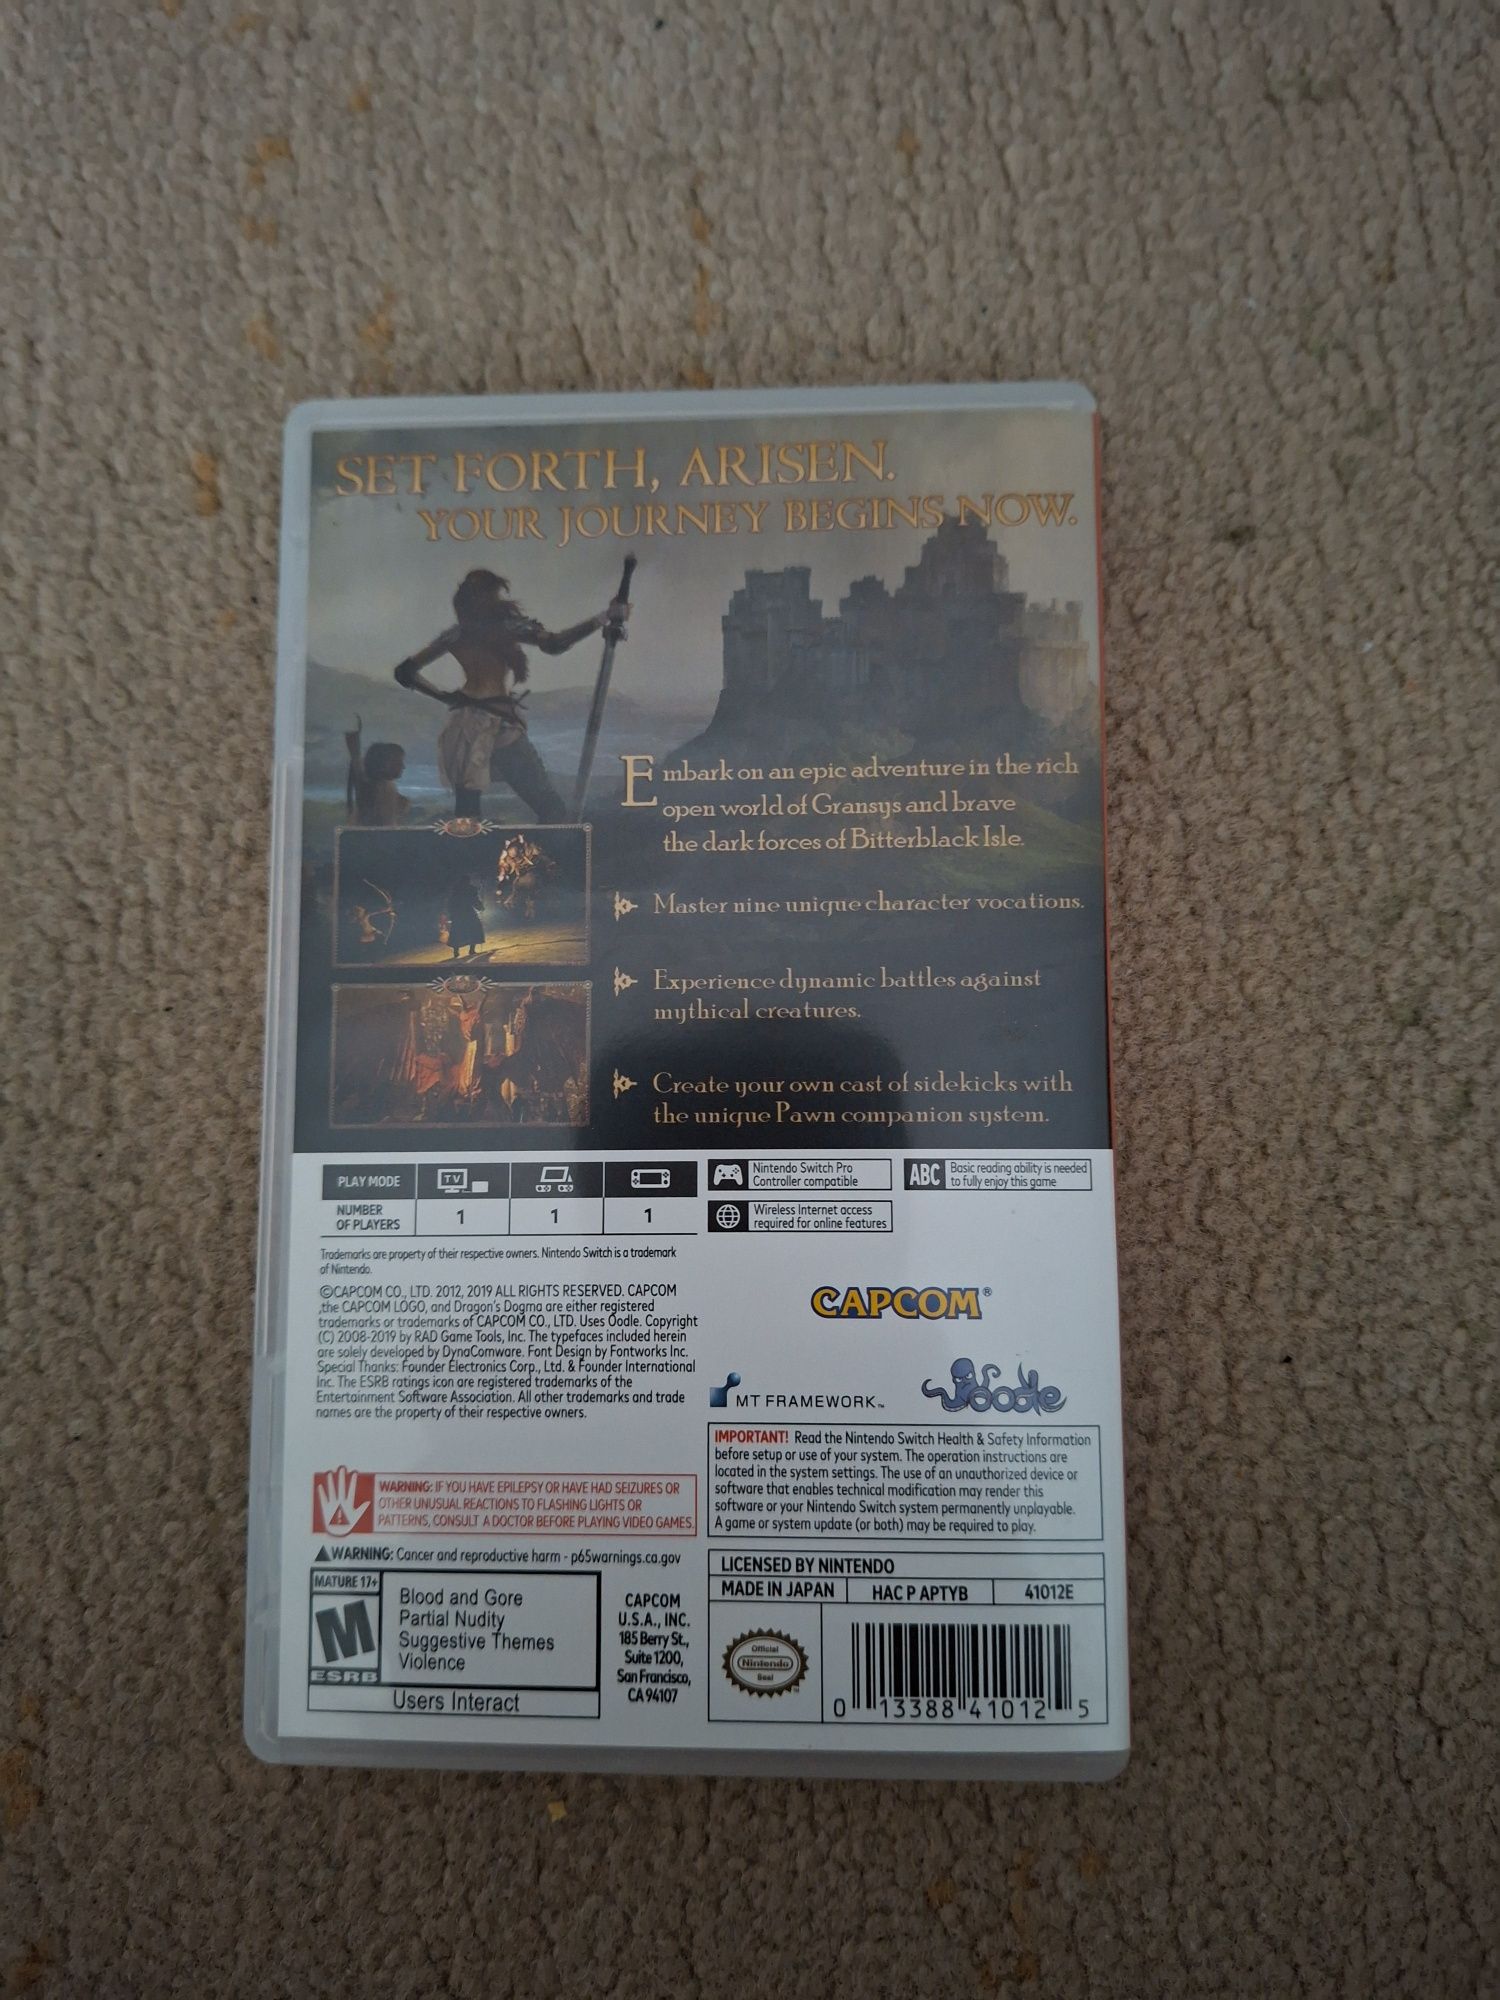 SET FORTH, ARISEN.
YOUR JOURNEY BEGINS NOW.
Embark on an epic adventure in the rich
open world of Gransys and brave
the dark forces of Bitterblack Isle.
Master nine unique character vocations.
Experience dynamic battles against
mythical creatures.
Create your own cast of sidekicks with
the unique Pawn companion system.
PLAY MODE
TV
NUMBER
OF PLAYERS
1
1
1
Nintendo Switch Pro
Controller compatible
ABC
Basic reading ability is needed
to fully enjoy this game
Wireless Internet access
required for online features
Trademarks are property of their respective owners. Nintendo Switch is a trademark
of Nintendo.
©CAPCOM CO., LTD. 2012, 2019 ALL RIGHTS RESERVED. CAPCOM
,the CAPCOM LOGO, and Dragon's Dogma are either registered
trademarks or trademarks of CAPCOM CO., LTD. Uses Oodle. Copyright
(C) 2008-2019 by RAD Game Tools, Inc. The typefaces included herein
are solely developed by DynaComware. Font Design by Fontworks Inc.
Special Thanks: Founder Electronics Corp., Ltd. & Founder International
Inc. The ESRB ratings icon are registered trademarks of the
Entertainment Software Association. All other trademarks and trade
names are the property of their respective owners.
CAPCOM®
MT FRAMEWORK™
Oodle
IMPORTANT! Read the Nintendo Switch Health & Safety Information
before setup or use of your system. The operation instructions are
located in the system settings. The use of an unauthorized device or
software that enables technical modification may render this
software or your Nintendo Switch system permanently unplayable.
A game or system update (or both) may be required to play.
WARNING: IF YOU HAVE EPILEPSY OR HAVE HAD SEIZURES OR
OTHER UNUSUAL REACTIONS TO FLASHING LIGHTS OR
PATTERNS, CONSULT A DOCTOR BEFORE PLAYING VIDEO GAMES.
WARNING: Cancer and reproductive harm - p65warnings.ca.gov
MATURE 17+
M
ESRB
Blood and Gore
Partial Nudity
Suggestive Themes
Violence
Users Interact
CAPCOM
U.S.A., INC.
185 Berry St.,
Suite 1200,
San Francisco,
CA 94107
LICENSED BY NINTENDO
MADE IN JAPAN
HAC P APTYB
41012E
Official
Nintendo
Seal
0 13388 41012 5